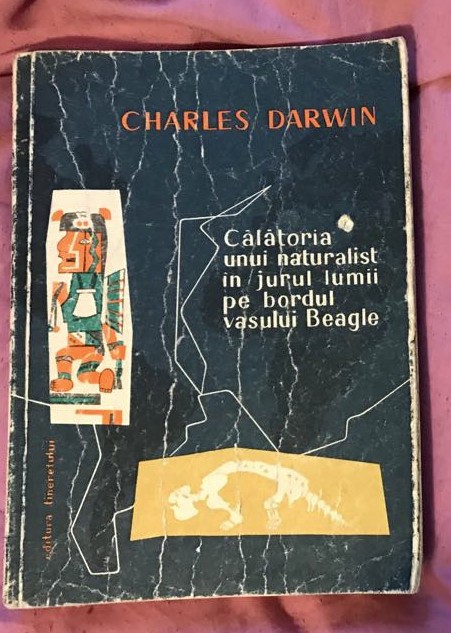 CHARLES DARWIN
Călătoria
unui naturalist
în jurul lumii
pe bordul
vasului Beagle
editura tineretului